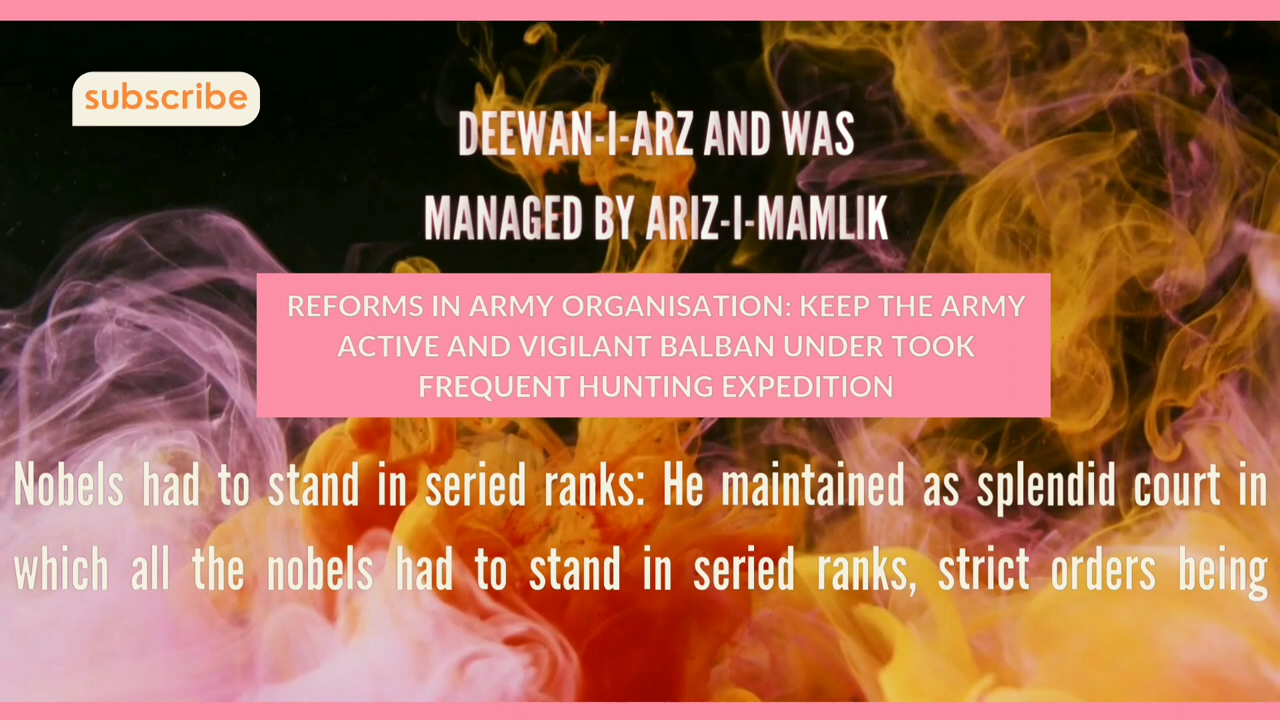 subscribe
DEEWAN-I-ARZ AND WAS
MANAGED BY ARIZ-I-MAMLIK
REFORMS IN ARMY ORGANISATION: KEEP THE ARMY
ACTIVE AND VIGILANT BALBAN UNDER TOOK
FREQUENT HUNTING EXPEDITION
Nobels had to stand in seried ranks: He maintained as splendid court in
which all the nobels had to stand in seried ranks, strict orders being